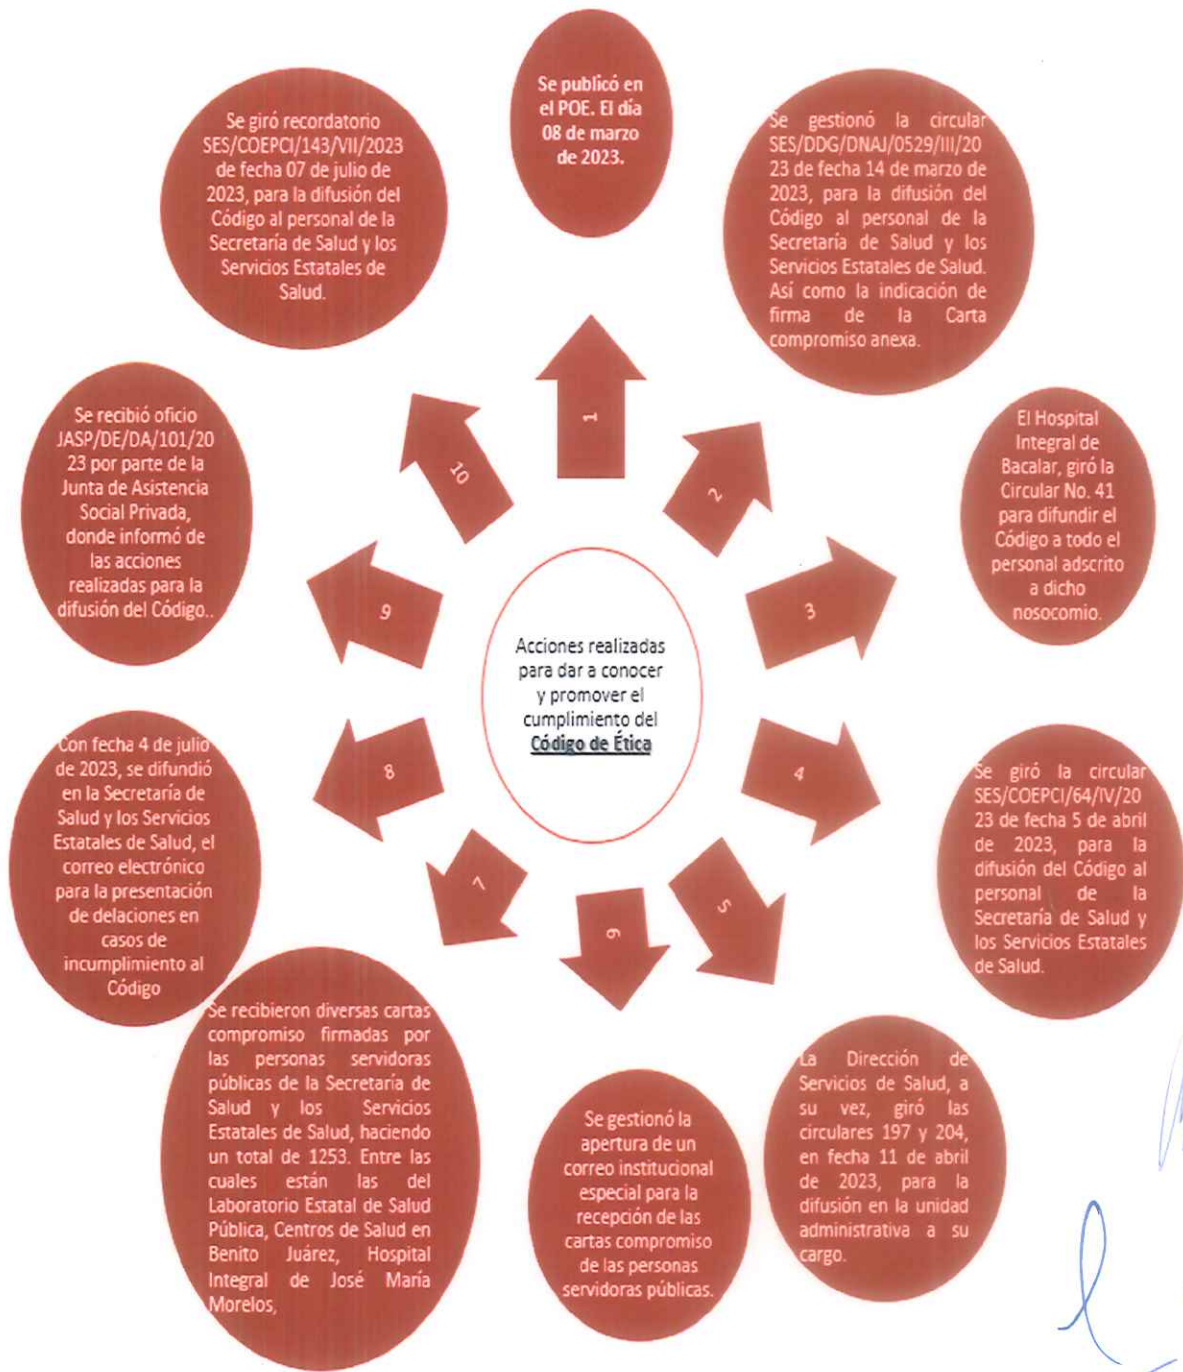 Se publicó en
el POE. El día
08 de marzo
de 2023.
Se gestionó la circular
SES/DDG/DNAJ/0529/III/20
23 de fecha 14 de marzo de
2023, para la difusión del
Código al personal de la
Secretaría de Salud y los
Servicios Estatales de Salud.
Así como la indicación de
firma de la Carta
compromiso anexa.
El Hospital
Integral de
Bacalar, giró la
Circular No. 41
para difundir el
Código a todo el
personal adscrito
a dicho
nosocomio.
Se giró la circular
SES/COEPCI/64/IV/20
23 de fecha 5 de abril
de 2023, para la
difusión del Código al
personal de la
Secretaría de Salud y
los Servicios Estatales
de Salud.
La Dirección de
Servicios de Salud, a
su vez, giró las
circulares 197 y 204,
en fecha 11 de abril
de 2023, para la
difusión en la unidad
administrativa a su
cargo.
Se gestionó la
apertura de un
correo institucional
especial para la
recepción de las
cartas compromiso
de las personas
servidoras públicas.
Se recibieron diversas cartas
compromiso firmadas por
las personas servidoras
públicas de la Secretaría de
Salud y los Servicios
Estatales de Salud, haciendo
un total de 1253. Entre las
cuales están las del
Laboratorio Estatal de Salud
Pública, Centros de Salud en
Benito Juárez, Hospital
Integral de José María
Morelos,
Con fecha 4 de julio
de 2023, se difundió
en la Secretaría de
Salud y los Servicios
Estatales de Salud, el
correo electrónico
para la presentación
de delaciones en
casos de
incumplimiento al
Código
Se recibió oficio
JASP/DE/DA/101/20
23 por parte de la
Junta de Asistencia
Social Privada,
donde informó de
las acciones
realizadas para la
difusión del Código..
Se giró recordatorio
SES/COEPCI/143/VII/2023
de fecha 07 de julio de
2023, para la difusión del
Código al personal de la
Secretaría de Salud y los
Servicios Estatales de
Salud.
1
2
3
4
5
6
7
8
9
10
Acciones realizadas
para dar a conocer
y promover el
cumplimiento del
Código de Ética